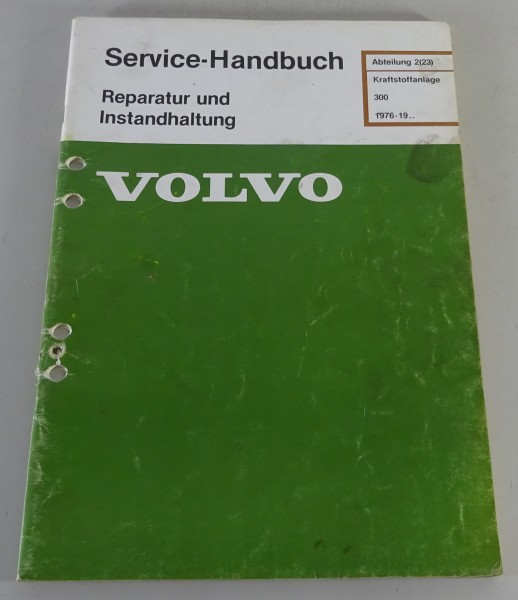 Service-Handbuch
Reparatur und
Instandhaltung
Abteilung 2(23)
Kraftstoffanlage
300
1976-19..
VOLVO